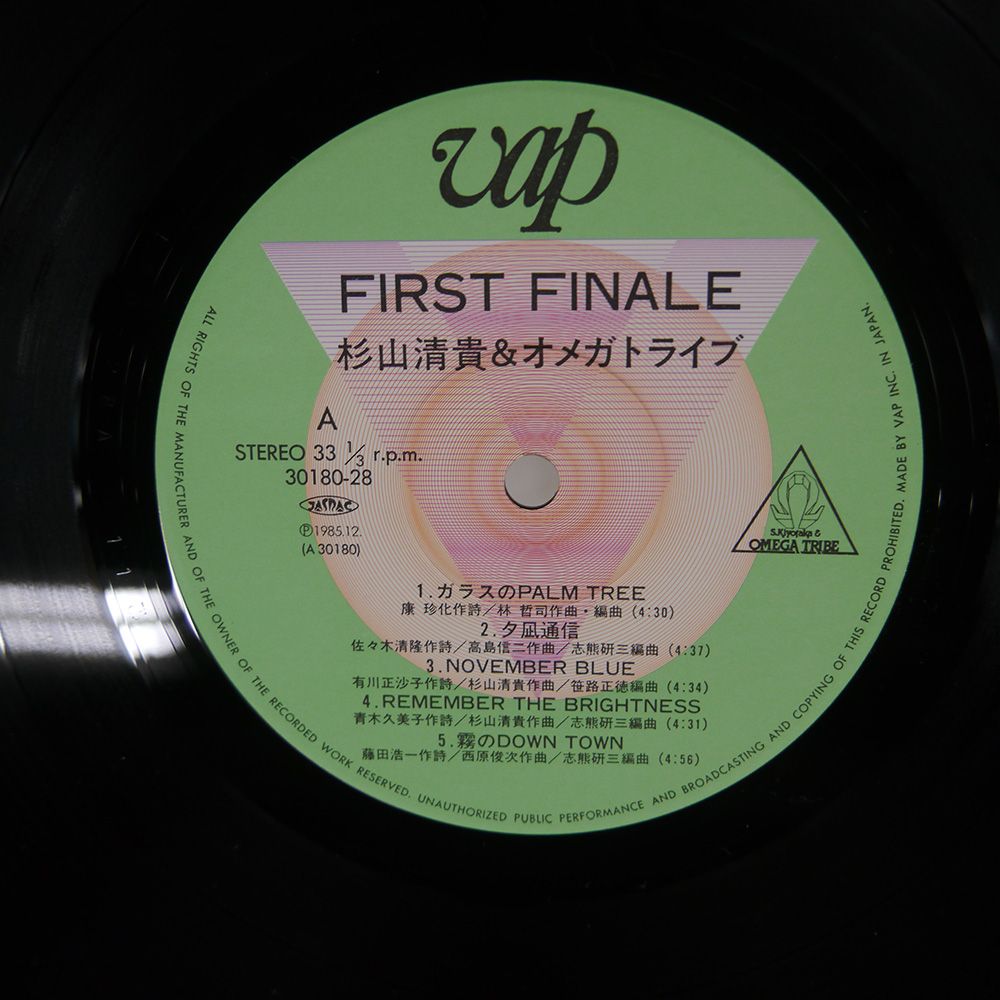 vap
FIRST FINALE
杉山清貴&オメガトライブ
A
STEREO 33 1/3 r.p.m.
30180-28
JASRAC
Ⓟ1985.12.
(A 30180)
S.Kiyotaka &
OMEGA TRIBE
1.ガラスのPALM TREE
康 珍化作詩/林 哲司作曲・編曲 (4:30)
2.夕凪通信
佐々木清隆作詩/高島信二作曲/志熊研三編曲 (4:37)
3.NOVEMBER BLUE
有川正沙子作詩/杉山清貴作曲/笹路正徳編曲 (4:34)
4.REMEMBER THE BRIGHTNESS
青木久美子作詩/杉山清貴作曲/志熊研三編曲 (4:31)
5.霧のDOWN TOWN
藤田浩一作詩/西原俊次作曲/志熊研三編曲 (4:56)
ALL RIGHTS OF THE MANUFACTURER AND OF THE OWNER OF THE RECORDED WORK RESERVED. UNAUTHORIZED PUBLIC PERFORMANCE AND BROADCASTING AND COPYING OF THIS RECORD PROHIBITED. MADE BY VAP INC. IN JAPAN.